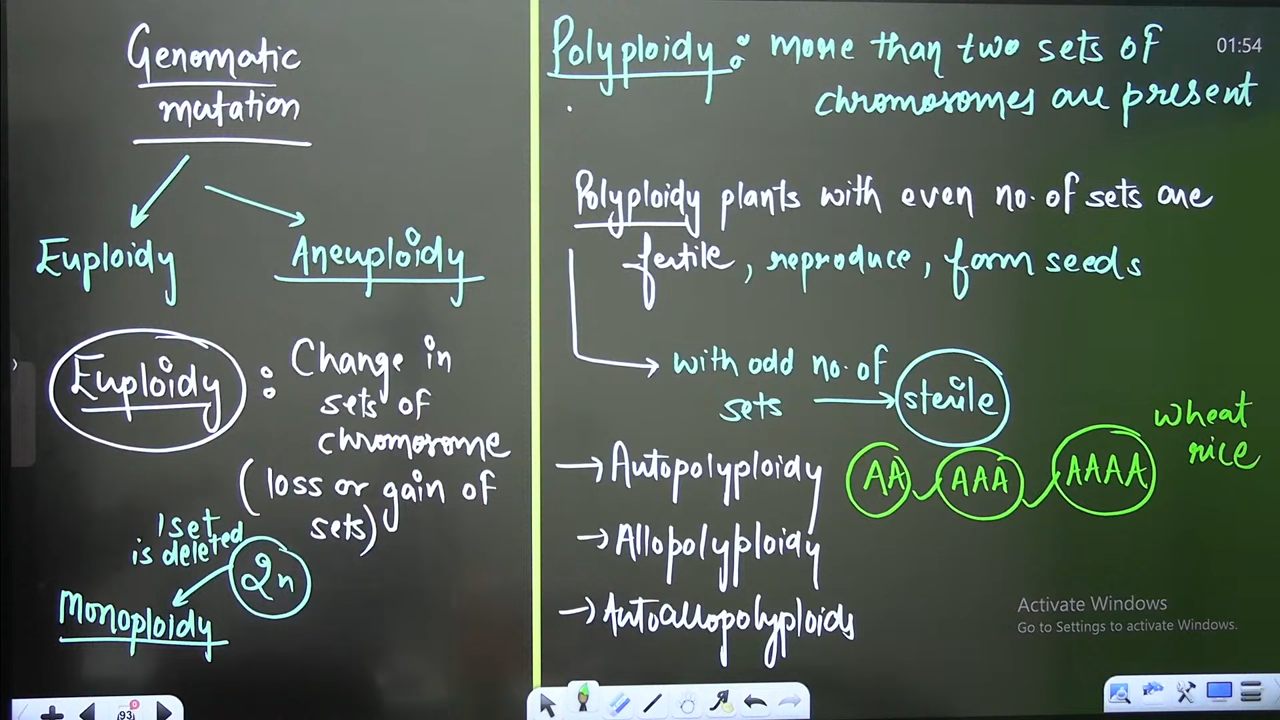 Genomatic
mutation
Euploidy
Aneuploidy
Euploidy : Change in
sets of
chromosome
(loss or gain of
sets)
1 set
is deleted
2n
Monoploidy
Polyploidy : more than two sets of
chromosomes are present
01:54
Polyploidy plants with even no. of sets are
fertile, reproduce, form seeds
with odd no. of
sets → sterile
wheat
rice
→ Autopolyploidy AA AAA AAAA
→ Allopolyploidy
→ Autoallopolyploids
Activate Windows
Go to Settings to activate Windows.
93